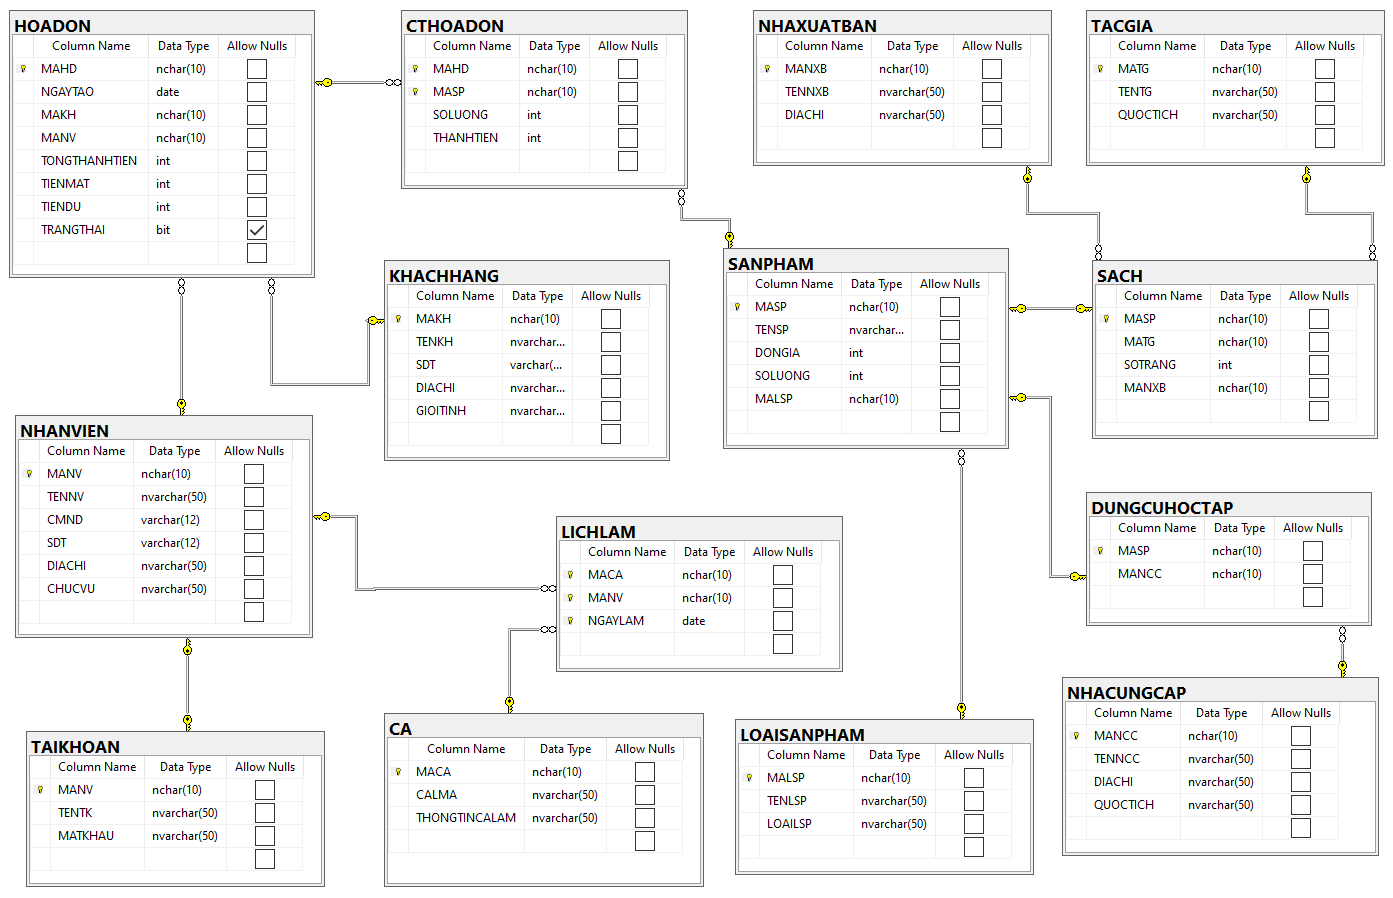 HOADON
Column Name Data Type Allow Nulls
MAHD nchar(10)
NGAYTAO date
MAKH nchar(10)
MANV nchar(10)
TONGTHANHTIEN int
TIENMAT int
TIENDU int
TRANGTHAI bit
CTHOADON
Column Name Data Type Allow Nulls
MAHD nchar(10)
MASP nchar(10)
SOLUONG int
THANHTIEN int
NHAXUATBAN
Column Name Data Type Allow Nulls
MANXB nchar(10)
TENNXB nvarchar(50)
DIACHI nvarchar(50)
TACGIA
Column Name Data Type Allow Nulls
MATG nchar(10)
TENTG nvarchar(50)
QUOCTICH nvarchar(50)
KHACHHANG
Column Name Data Type Allow Nulls
MAKH nchar(10)
TENKH nvarchar...
SDT varchar(...
DIACHI nvarchar...
GIOITINH nvarchar...
SANPHAM
Column Name Data Type Allow Nulls
MASP nchar(10)
TENSP nvarchar...
DONGIA int
SOLUONG int
MALSP nchar(10)
SACH
Column Name Data Type Allow Nulls
MASP nchar(10)
MATG nchar(10)
SOTRANG int
MANXB nchar(10)
NHANVIEN
Column Name Data Type Allow Nulls
MANV nchar(10)
TENNV nvarchar(50)
CMND varchar(12)
SDT varchar(12)
DIACHI nvarchar(50)
CHUCVU nvarchar(50)
LICHLAM
Column Name Data Type Allow Nulls
MACA nchar(10)
MANV nchar(10)
NGAYLAM date
DUNGCUHOCTAP
Column Name Data Type Allow Nulls
MASP nchar(10)
MANCC nchar(10)
TAIKHOAN
Column Name Data Type Allow Nulls
MANV nchar(10)
TENTK nvarchar(50)
MATKHAU nvarchar(50)
CA
Column Name Data Type Allow Nulls
MACA nchar(10)
CALMA nvarchar(50)
THONGTINCALAM nvarchar(50)
LOAISANPHAM
Column Name Data Type Allow Nulls
MALSP nchar(10)
TENLSP nvarchar(50)
LOAILSP nvarchar(50)
NHACUNGCAP
Column Name Data Type Allow Nulls
MANCC nchar(10)
TENNCC nvarchar(50)
DIACHI nvarchar(50)
QUOCTICH nvarchar(50)